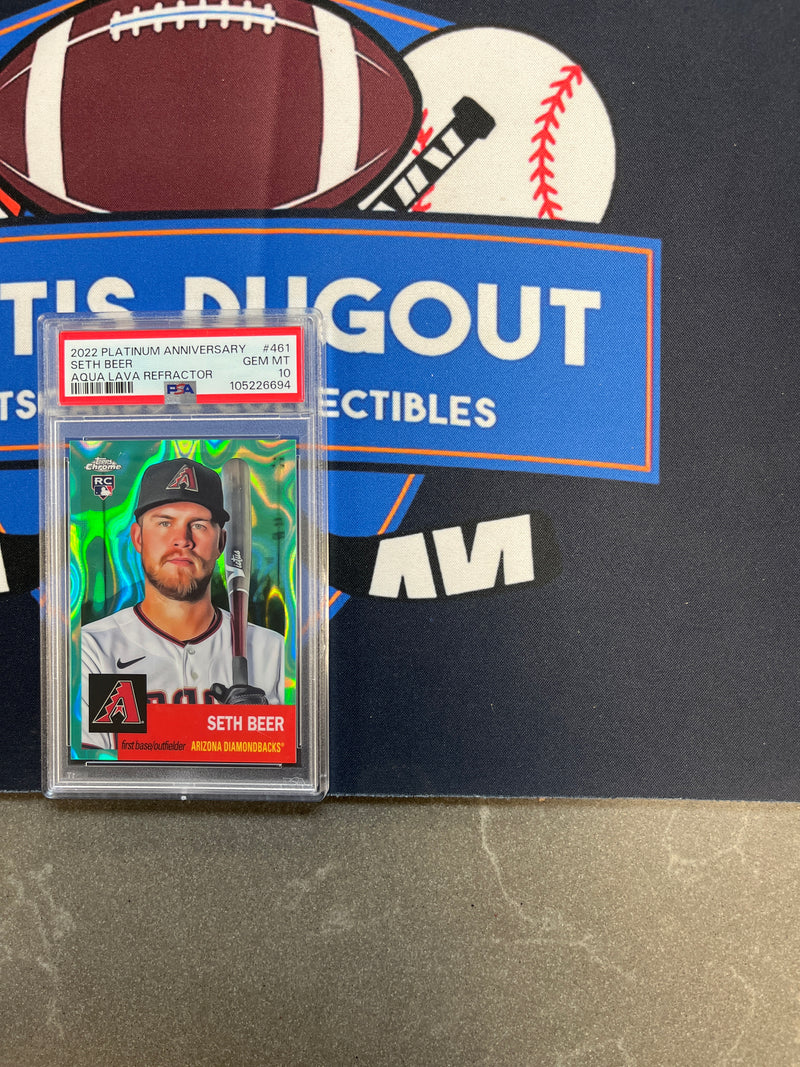 TIS DUGOUT
TS
ECTIBLES
2022 PLATINUM ANNIVERSARY #461
SETH BEER GEM MT
AQUA LAVA REFRACTOR 10
PSA
105226694
Topps
Chrome
RC
Victus
SETH BEER
first base/outfielder ARIZONA DIAMONDBACKS®